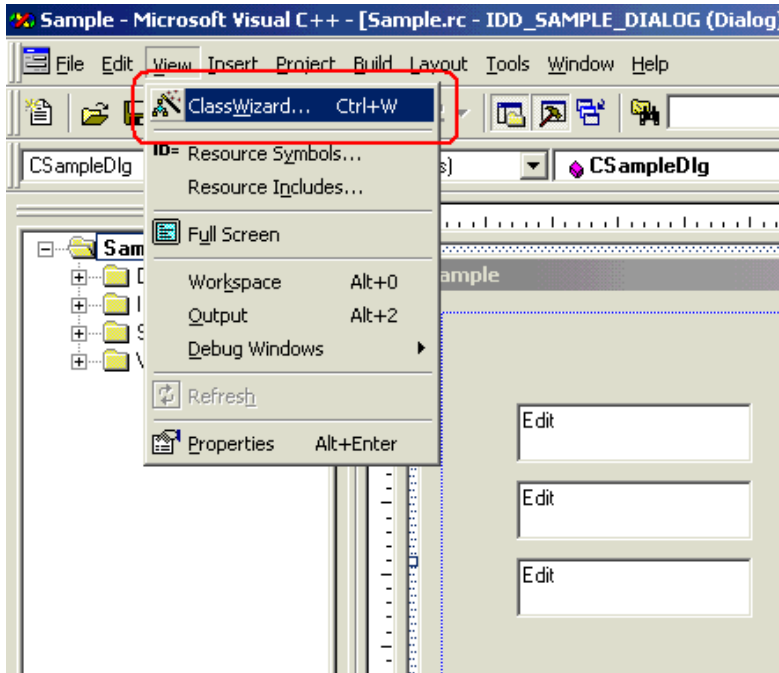 Sample - Microsoft Visual C++ - [Sample.rc - IDD_SAMPLE_DIALOG (Dialog)
File Edit View Insert Project Build Layout Tools Window Help
ClassWizard... Ctrl+W
CSampleDlg s) CSampleDlg
ID= Resource Symbols...
Resource Includes...
Full Screen
Sam
ample
Workspace Alt+0
Output Alt+2
Debug Windows
Refresh
Properties Alt+Enter
Edit
Edit
Edit